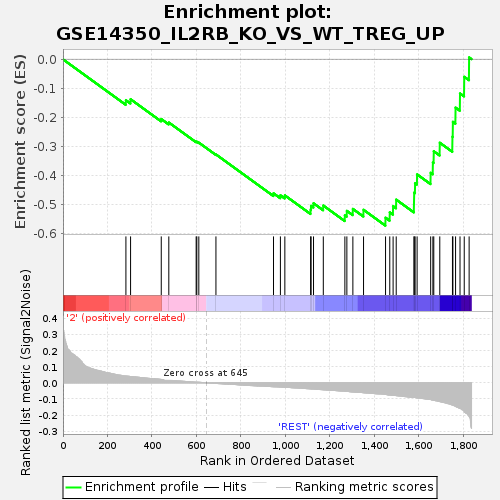 Enrichment plot:
GSE14350_IL2RB_KO_VS_WT_TREG_UP
Enrichment score (ES)
0.0
-0.1
-0.2
-0.3
-0.4
-0.5
-0.6
'2' (positively correlated)
Ranked list metric (Signal2Noise)
0.4
0.3
0.2
0.1
0.0
-0.1
-0.2
-0.3
Zero cross at 645
'REST' (negatively correlated)
0 200 400 600 800 1,000 1,200 1,400 1,600 1,800
Rank in Ordered Dataset
Enrichment profile Hits Ranking metric scores